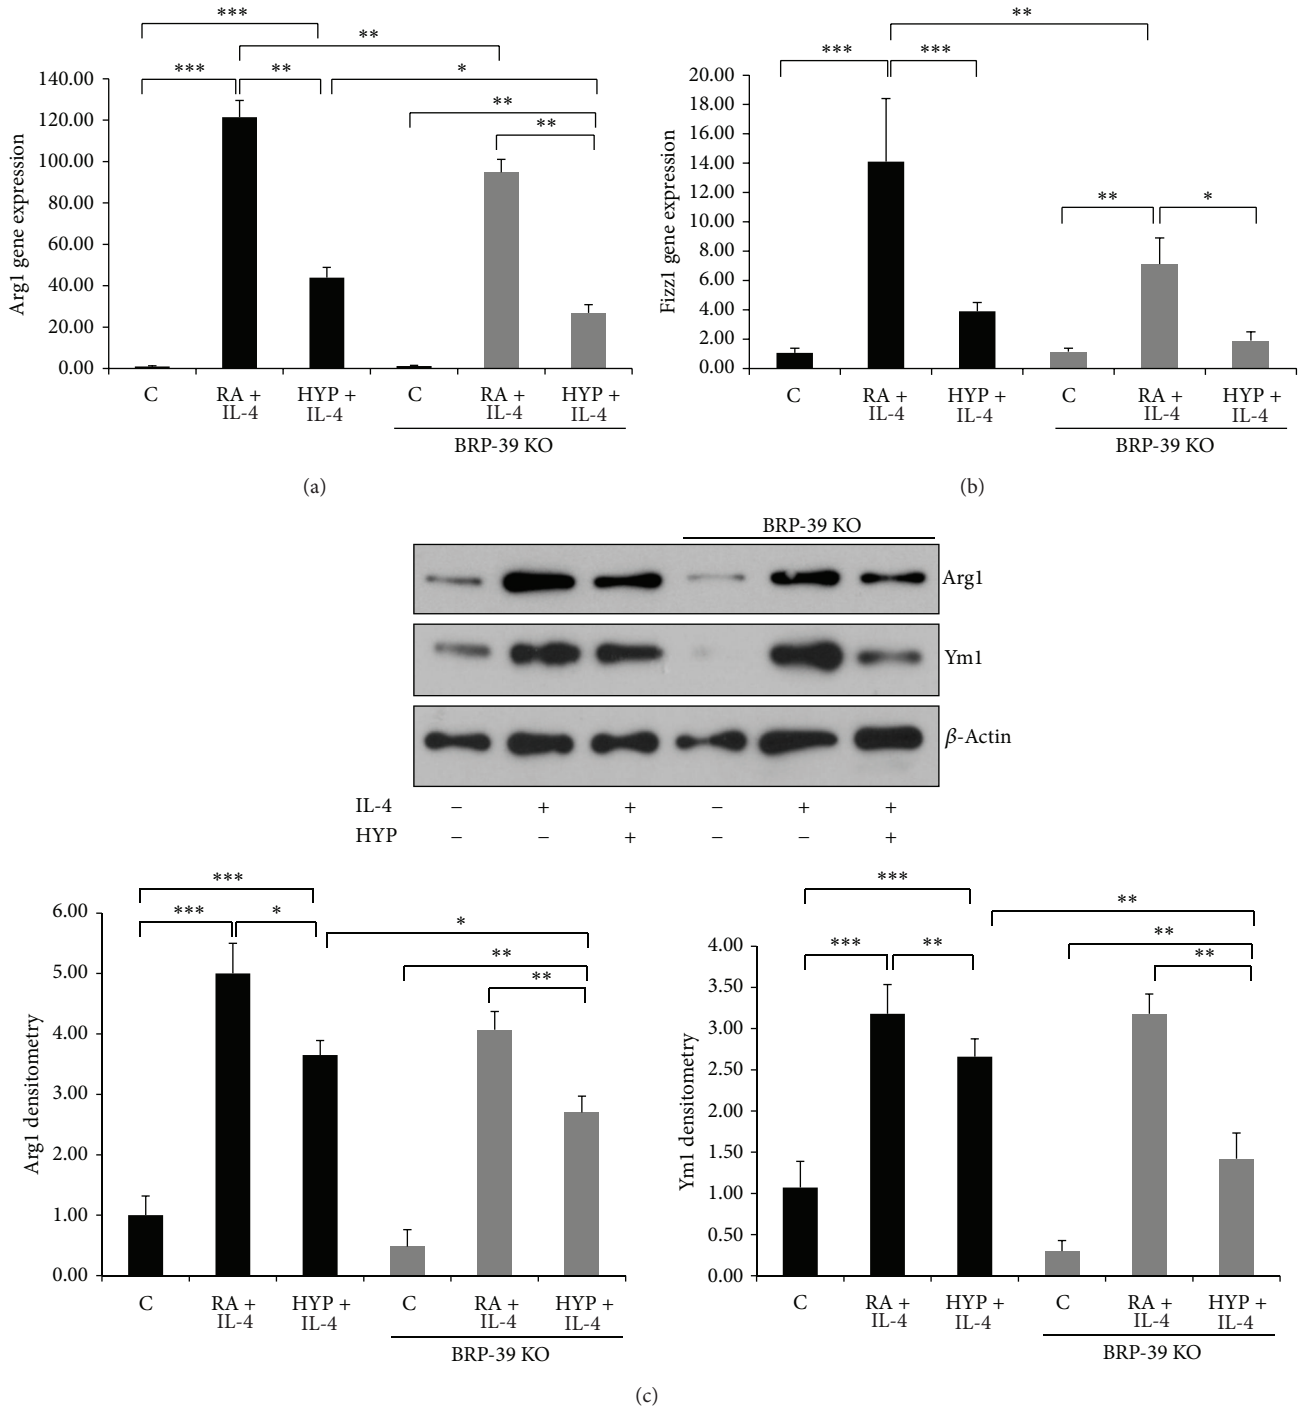 ***
**
***
**
*
**
**
140.00
120.00
100.00
80.00
60.00
40.00
20.00
0.00
Arg1 gene expression
C
RA + IL-4
HYP + IL-4
C
RA + IL-4
HYP + IL-4
BRP-39 KO
(a)
**
***
***
**
*
20.00
18.00
16.00
14.00
12.00
10.00
8.00
6.00
4.00
2.00
0.00
Fizz1 gene expression
C
RA + IL-4
HYP + IL-4
C
RA + IL-4
HYP + IL-4
BRP-39 KO
(b)
BRP-39 KO
Arg1
Ym1
β-Actin
IL-4 − + + − + +
HYP − − + − − +
***
***
*
*
**
**
6.00
5.00
4.00
3.00
2.00
1.00
0.00
Arg1 densitometry
C
RA + IL-4
HYP + IL-4
C
RA + IL-4
HYP + IL-4
BRP-39 KO
***
**
***
**
**
**
4.00
3.50
3.00
2.50
2.00
1.50
1.00
0.50
0.00
Ym1 densitometry
C
RA + IL-4
HYP + IL-4
C
RA + IL-4
HYP + IL-4
BRP-39 KO
(c)